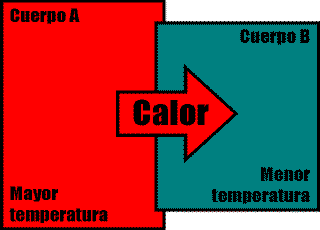 Cuerpo A
Cuerpo B
Calor
Mayor
temperatura
Menor
temperatura